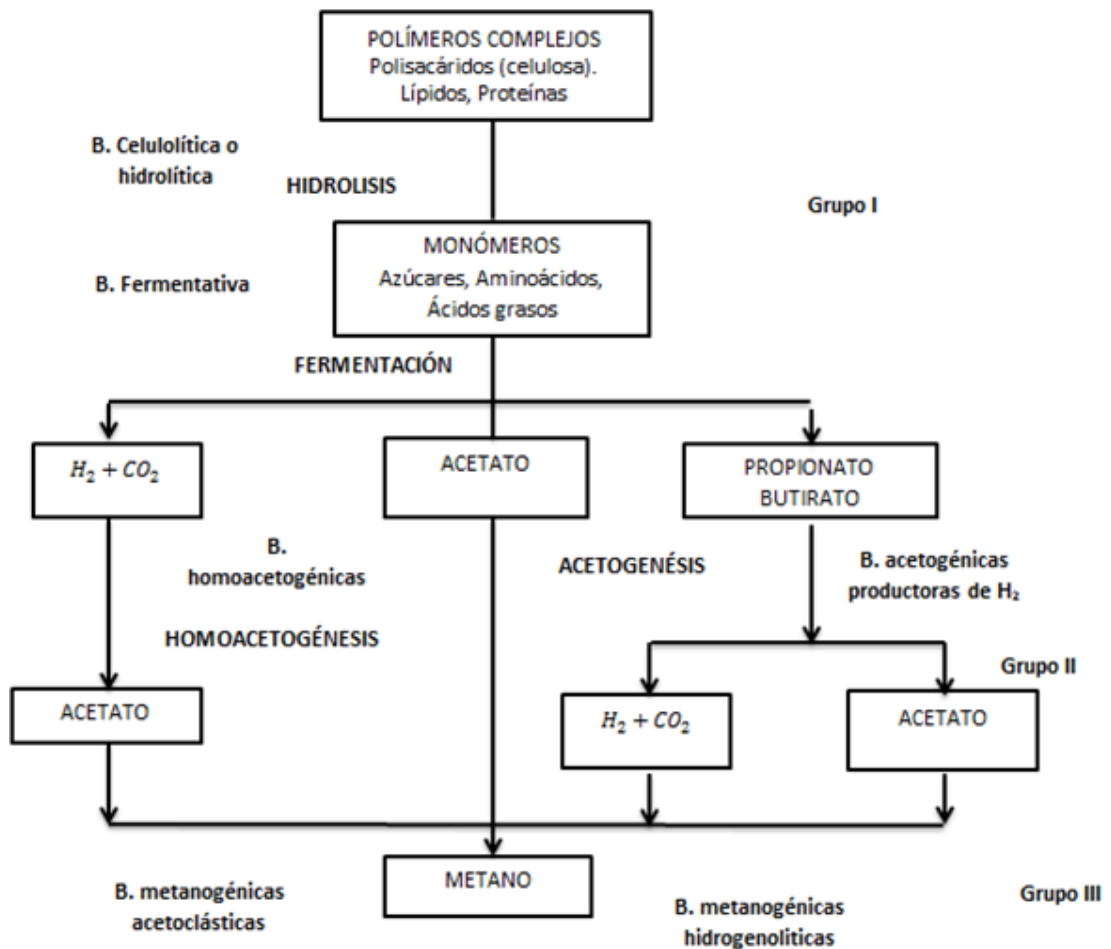 POLÍMEROS COMPLEJOS
Polisacáridos (celulosa).
Lípidos, Proteínas
B. Celulolítica o
hidrolítica
HIDROLISIS
Grupo I
MONÓMEROS
Azúcares, Aminoácidos,
Ácidos grasos
B. Fermentativa
FERMENTACIÓN
H₂ + CO₂
ACETATO
PROPIONATO
BUTIRATO
B.
homoacetogénicas
ACETOGENÉSIS
B. acetogénicas
productoras de H₂
HOMOACETOGÉNESIS
Grupo II
ACETATO
H₂ + CO₂
ACETATO
METANO
B. metanogénicas
acetoclásticas
B. metanogénicas
hidrogenolíticas
Grupo III